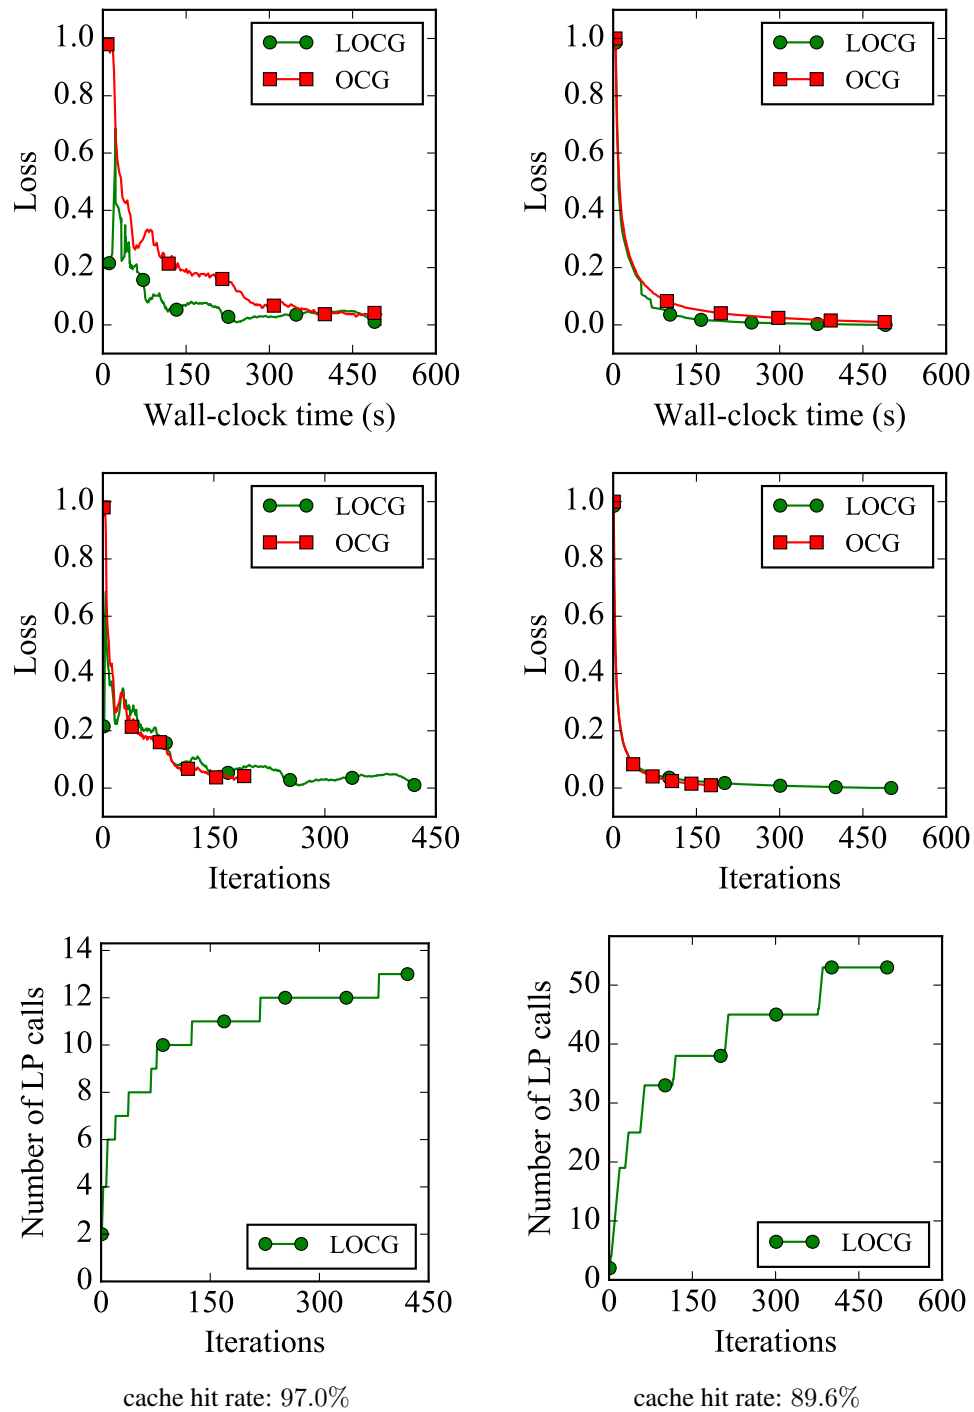 1.0
0.8
0.6
0.4
0.2
0.0
Loss
LOCG
OCG
0 150 300 450 600
Wall-clock time (s)
1.0
0.8
0.6
0.4
0.2
0.0
Loss
LOCG
OCG
0 150 300 450 600
Wall-clock time (s)
1.0
0.8
0.6
0.4
0.2
0.0
Loss
LOCG
OCG
0 150 300 450
Iterations
1.0
0.8
0.6
0.4
0.2
0.0
Loss
LOCG
OCG
0 150 300 450 600
Iterations
14
12
10
8
6
4
2
0
Number of LP calls
LOCG
0 150 300 450
Iterations
50
40
30
20
10
0
Number of LP calls
LOCG
0 150 300 450 600
Iterations
cache hit rate: 97.0%
cache hit rate: 89.6%